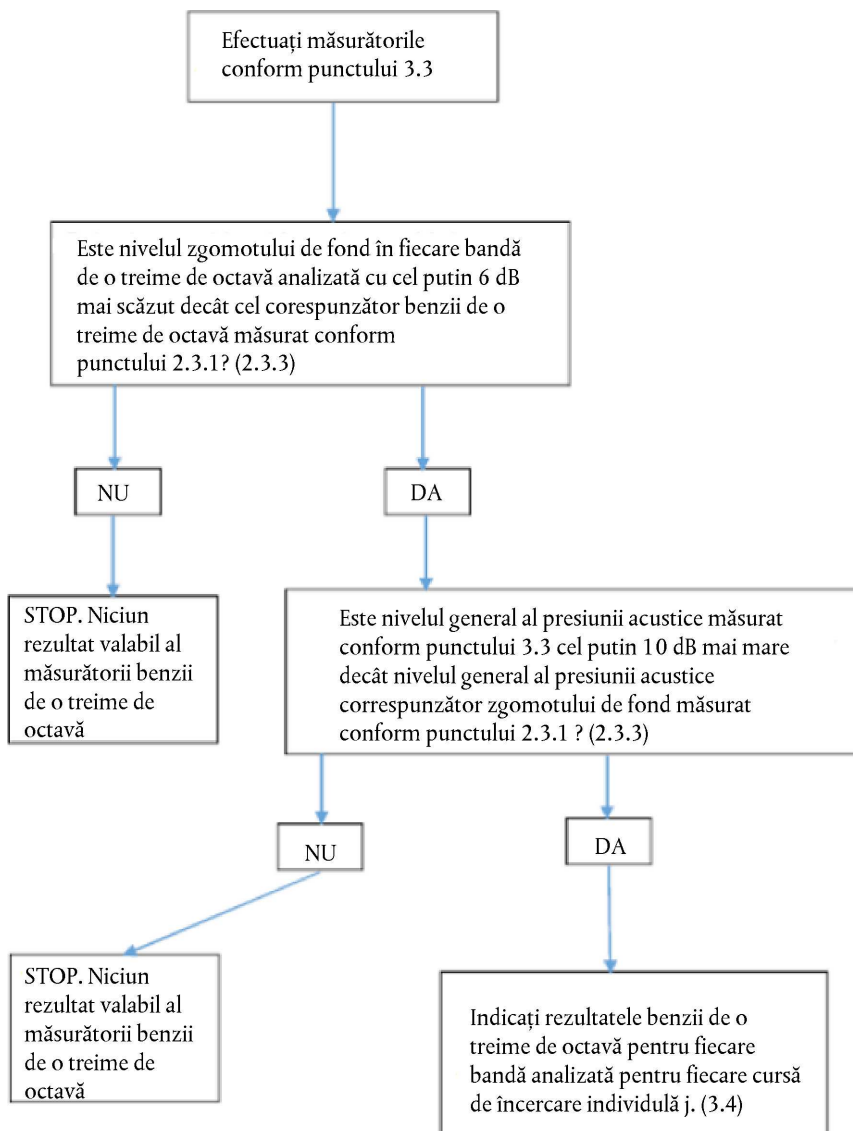 Efectuați măsurătorile
conform punctului 3.3
Este nivelul zgomotului de fond în fiecare bandă
de o treime de octavă analizată cu cel putin 6 dB
mai scăzut decât cel corespunzător benzii de o
treime de octavă măsurat conform
punctului 2.3.1? (2.3.3)
NU
DA
STOP. Niciun
rezultat valabil al
măsurătorii benzii
de o treime de
octavă
Este nivelul general al presiunii acustice măsurat
conform punctului 3.3 cel putin 10 dB mai mare
decât nivelul general al presiunii acustice
correspunzător zgomotului de fond măsurat
conform punctului 2.3.1 ? (2.3.3)
NU
DA
STOP. Niciun
rezultat valabil al
măsurătorii benzii
de o treime de
octavă
Indicați rezultatele benzii de o
treime de octavă pentru fiecare
bandă analizată pentru fiecare cursă
de încercare individulă j. (3.4)